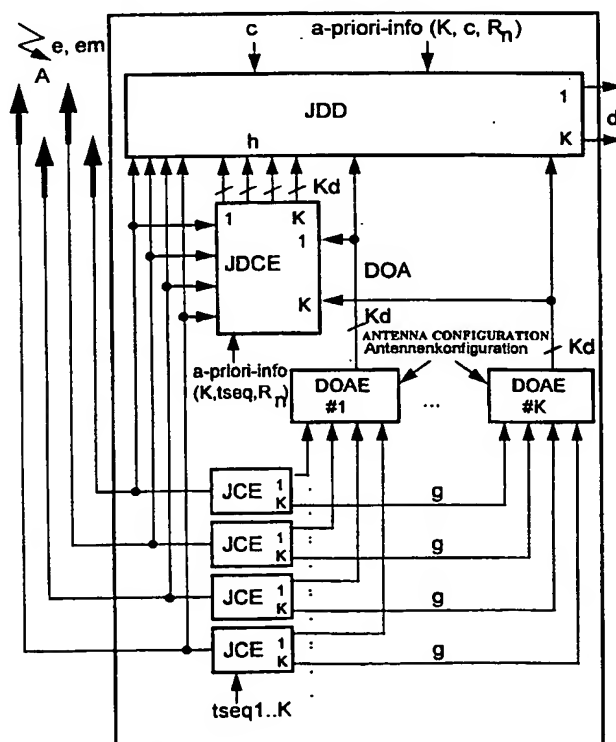 e, em
A
c
a-priori-info (K, c, Rn)
JDD
1
K
d
h
Kd
1
K
JDCE
1
K
DOA
Kd
Kd
a-priori-info
(K,tseq,Rn)
ANTENNA CONFIGURATION
Antennenkonfiguration
DOAE
#1
...
DOAE
#K
JCE
1
K
g
JCE
1
K
g
JCE
1
K
g
JCE
1
K
g
tseq1..K